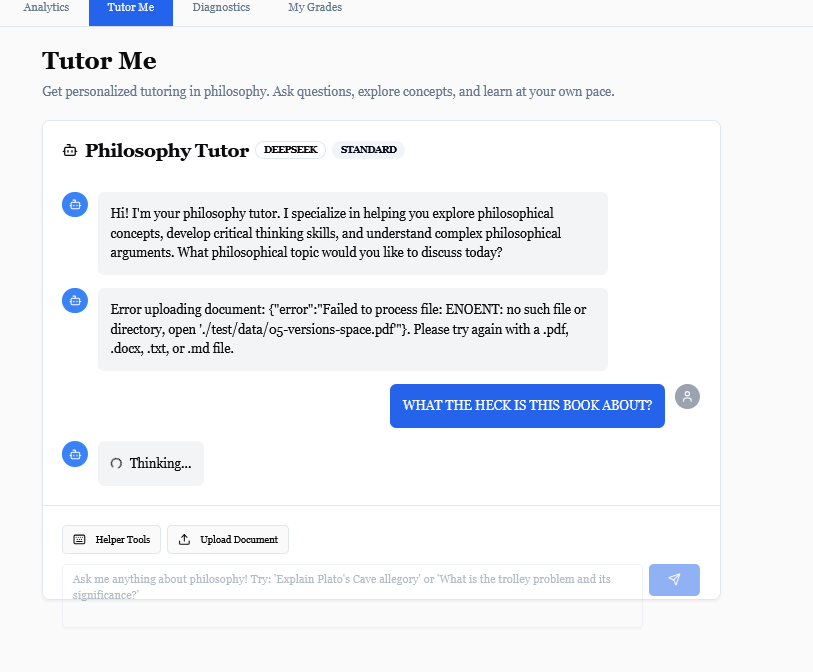 Analytics
Tutor Me
Diagnostics
My Grades
Tutor Me
Get personalized tutoring in philosophy. Ask questions, explore concepts, and learn at your own pace.
Philosophy Tutor
DEEPSEEK
STANDARD
Hi! I'm your philosophy tutor. I specialize in helping you explore philosophical
concepts, develop critical thinking skills, and understand complex philosophical
arguments. What philosophical topic would you like to discuss today?
Error uploading document: {"error":"Failed to process file: ENOENT: no such file or
directory, open './test/data/05-versions-space.pdf'"}. Please try again with a .pdf,
.docx, .txt, or .md file.
WHAT THE HECK IS THIS BOOK ABOUT?
Thinking...
Helper Tools
Upload Document
Ask me anything about philosophy! Try: 'Explain Plato's Cave allegory' or 'What is the trolley problem and its
significance?'